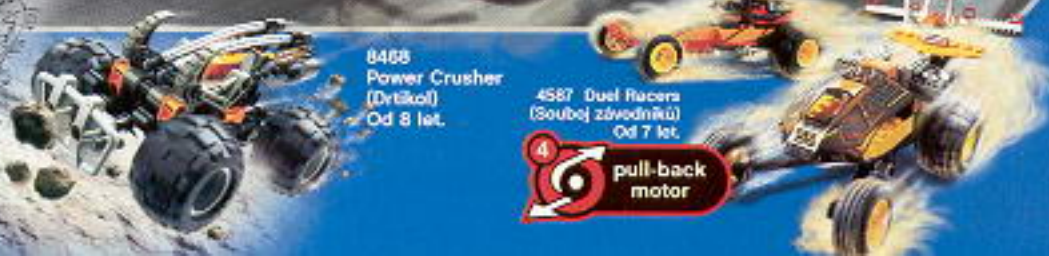 8468
Power Crusher
(Drtikol)
Od 8 let.
4587 Duel Racers
(Souboj závodníků)
Od 7 let.
4
pull-back
motor